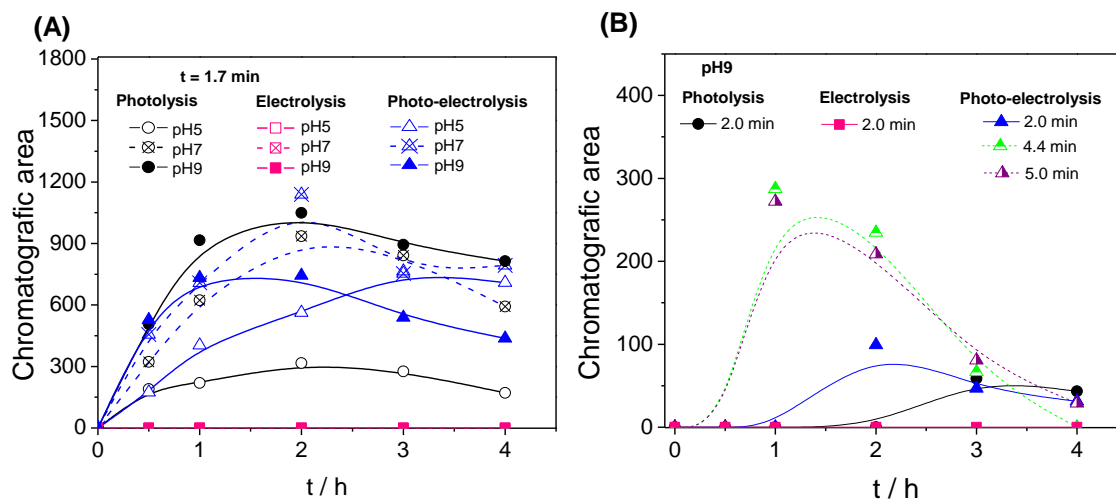 (A)
t = 1.7 min
Photolysis
pH5
pH7
pH9
Electrolysis
pH5
pH7
pH9
Photo-electrolysis
pH5
pH7
pH9
Chromatografic area
1800
1500
1200
900
600
300
0
0 1 2 3 4
t / h
(B)
pH9
Photolysis
2.0 min
Electrolysis
2.0 min
Photo-electrolysis
2.0 min
4.4 min
5.0 min
Chromatografic area
400
300
200
100
0
0 1 2 3 4
t / h